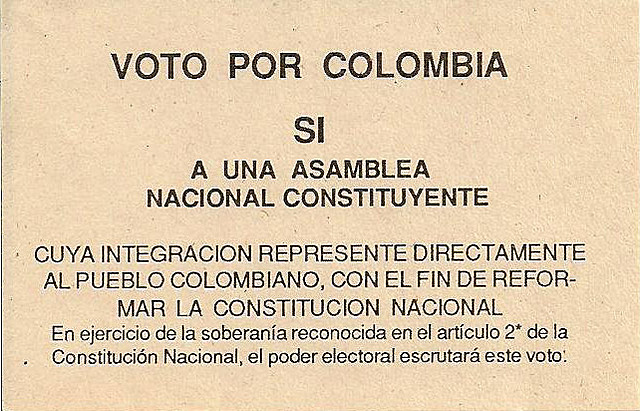 VOTO POR COLOMBIA
SI
A UNA ASAMBLEA
NACIONAL CONSTITUYENTE
CUYA INTEGRACION REPRESENTE DIRECTAMENTE
AL PUEBLO COLOMBIANO, CON EL FIN DE REFOR-
MAR LA CONSTITUCION NACIONAL
En ejercicio de la soberanía reconocida en el artículo 2* de la
Constitución Nacional, el poder electoral escrutará este voto.